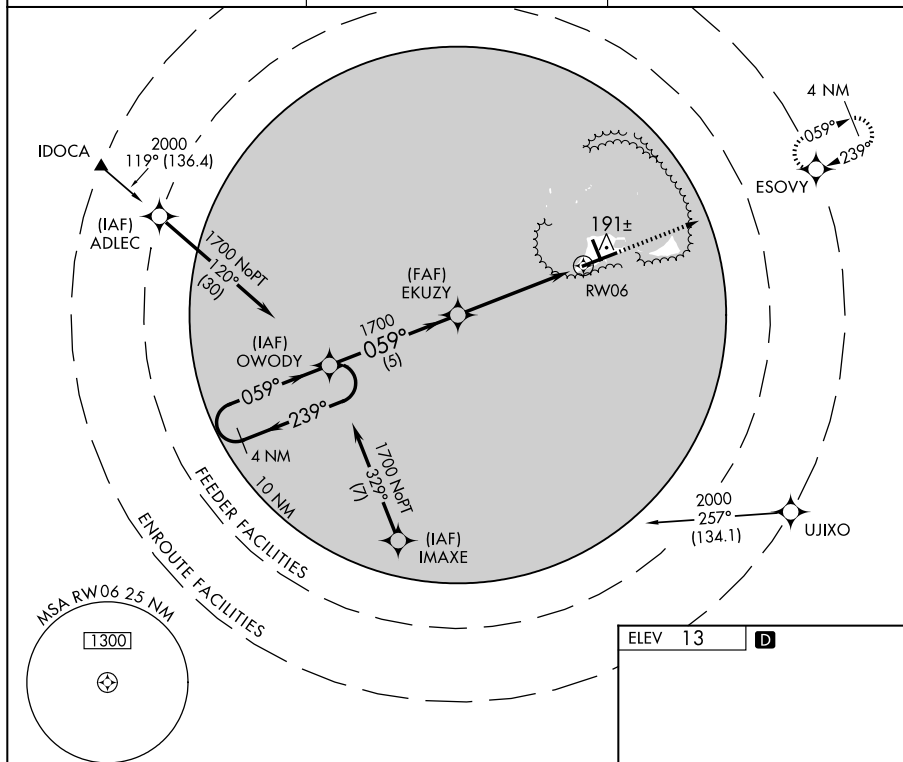 4 NM
059°
239°
ESOVY
IDOCA
2000
119° (136.4)
(IAF)
ADLEC
1700 NoPT
120°
(30)
191±
RW06
(FAF)
EKUZY
1700
059°
(5)
(IAF)
OWODY
059°
239°
4 NM
10 NM
1700 NoPT
329°
(7)
(IAF)
IMAXE
2000
257°
(134.1)
UJIXO
FEEDER FACILITIES
ENROUTE FACILITIES
MSA RW06 25 NM
1300
ELEV 13 D